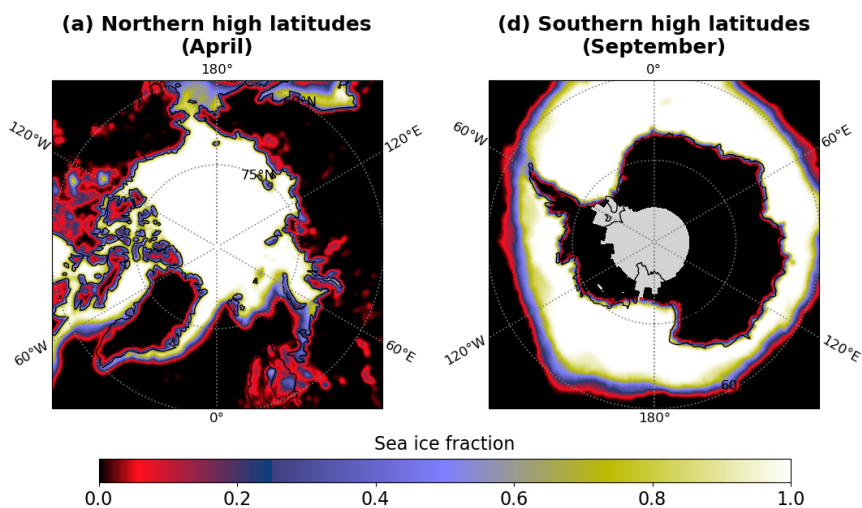 (a) Northern high latitudes
(April)
180°
120°W
120°E
75°N
60°W
60°E
0°
(d) Southern high latitudes
(September)
0°
60°W
60°E
120°W
120°E
60°
180°
Sea ice fraction
0.0 0.2 0.4 0.6 0.8 1.0